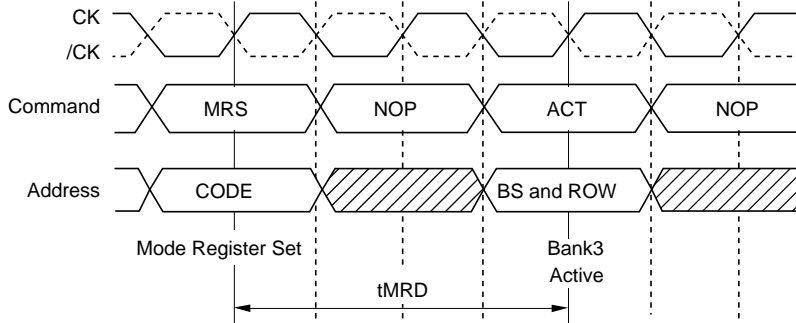 CK
/CK
Command MRS NOP ACT NOP
Address CODE BS and ROW
Mode Register Set Bank3
Active
tMRD